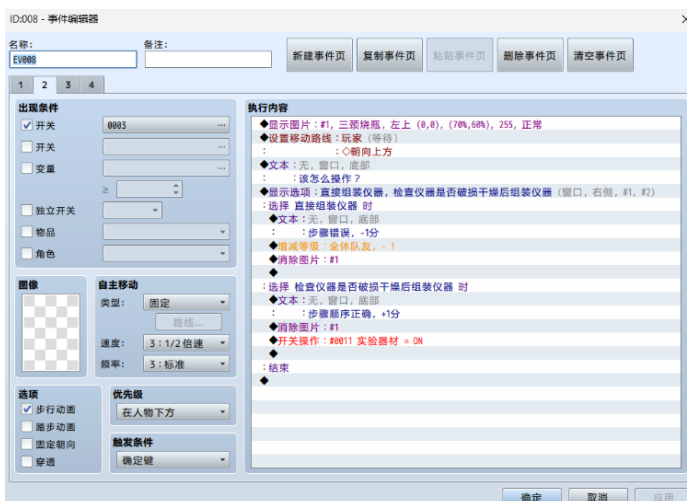 ID:008 - 事件编辑器
名称:
备注:
EV008
新建事件页
复制事件页
粘贴事件页
删除事件页
清空事件页
1 2 3 4
出现条件
开关 0003 ...
开关 ...
变量 ...
≥
独立开关
物品
角色
图像
自主移动
类型: 固定
路线...
速度: 3:1/2倍速
频率: 3:标准
选项
步行动画
踏步动画
固定朝向
穿透
优先级
在人物下方
触发条件
确定键
执行内容
◆显示图片:#1, 三颈烧瓶, 左上 (0,0), (70%,60%), 255, 正常
◆设置移动路线:玩家 (等待)
: :◇朝向上方
◆文本:无, 窗口, 底部
: :该怎么操作?
◆显示选项:直接组装仪器, 检查仪器是否破损干燥后组装仪器 (窗口, 右侧, #1, #2)
:选择 直接组装仪器 时
◆文本:无, 窗口, 底部
: :步骤错误, -1分
◆增减等级:全体队友, - 1
◆消除图片:#1
◆
:选择 检查仪器是否破损干燥后组装仪器 时
◆文本:无, 窗口, 底部
: :步骤顺序正确, +1分
◆消除图片:#1
◆开关操作:#0011 实验器材 = ON
◆
:结束
◆
确定
取消
应用